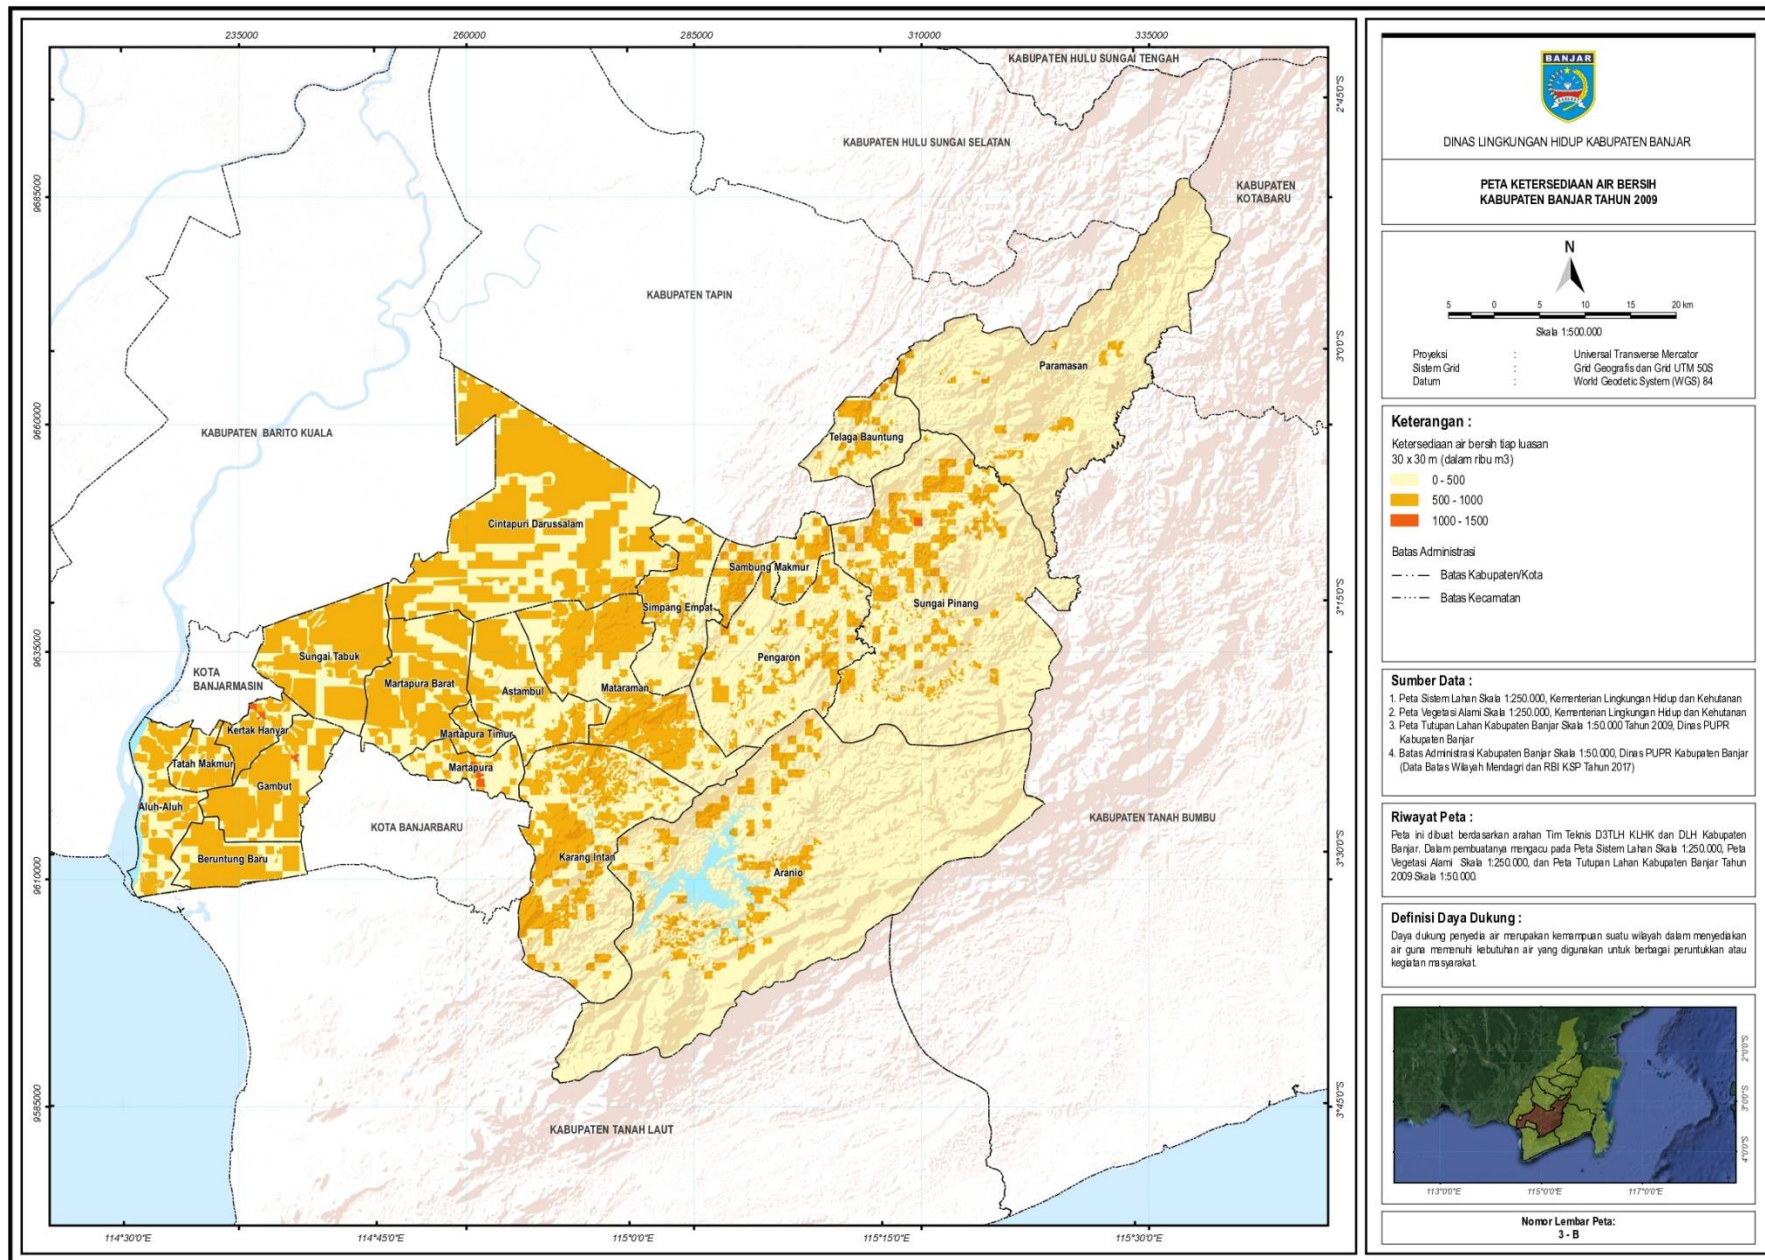 235000
260000
285000
310000
335000
KABUPATEN HULU SUNGAI TENGAH
2°45'0"S
KABUPATEN HULU SUNGAI SELATAN
9685000
KABUPATEN
KOTABARU
KABUPATEN TAPIN
3°0'0"S
Paramasan
9660000
KABUPATEN BARITO KUALA
Telaga Bauntung
Cintapuri Darussalam
Sambung Makmur
Simpang Empat
Sungai Pinang
3°15'0"S
9635000
Sungai Tabuk
Pengaron
KOTA
BANJARMASIN
Martapura Barat
Astambul
Mataraman
Kertak Hanyar
Martapura Timur
Tatah Makmur
Martapura
Gambut
Aluh-Aluh
KOTA BANJARBARU
KABUPATEN TANAH BUMBU
Beruntung Baru
Karang Intan
3°30'0"S
Aranio
9610000
9585000
3°45'0"S
KABUPATEN TANAH LAUT
114°30'0"E
114°45'0"E
115°0'0"E
115°15'0"E
115°30'0"E
BANJAR
DINAS LINGKUNGAN HIDUP KABUPATEN BANJAR
PETA KETERSEDIAAN AIR BERSIH
KABUPATEN BANJAR TAHUN 2009
N
5 0 5 10 15 20 km
Skala 1:500.000
Proyeksi : Universal Transverse Mercator
Sistem Grid : Grid Geografis dan Grid UTM 50S
Datum : World Geodetic System (WGS) 84
Keterangan :
Ketersediaan air bersih tiap luasan
30 x 30 m (dalam ribu m3)
0 - 500
500 - 1000
1000 - 1500
Batas Administrasi
Batas Kabupaten/Kota
Batas Kecamatan
Sumber Data :
1. Peta Sistem Lahan Skala 1:250.000, Kementerian Lingkungan Hidup dan Kehutanan
2. Peta Vegetasi Alami Skala 1:250.000, Kementerian Lingkungan Hidup dan Kehutanan
3. Peta Tutupan Lahan Kabupaten Banjar Skala 1:50.000 Tahun 2009, Dinas PUPR
Kabupaten Banjar
4. Batas Administrasi Kabupaten Banjar Skala 1:50.000, Dinas PUPR Kabupaten Banjar
(Data Batas Wilayah Mendagri dan RBI KSP Tahun 2017)
Riwayat Peta :
Peta ini dibuat berdasarkan arahan Tim Teknis D3TLH KLHK dan DLH Kabupaten
Banjar. Dalam pembuatanya mengacu pada Peta Sistem Lahan Skala 1:250.000, Peta
Vegetasi Alami Skala 1:250.000, dan Peta Tutupan Lahan Kabupaten Banjar Tahun
2009 Skala 1:50.000.
Definisi Daya Dukung :
Daya dukung penyedia air merupakan kemampuan suatu wilayah dalam menyediakan
air guna memenuhi kebutuhan air yang digunakan untuk berbagai peruntukkan atau
kegiatan masyarakat.
2°0'0"S
3°0'0"S
4°0'0"S
113°0'0"E
115°0'0"E
117°0'0"E
Nomor Lembar Peta:
3 - B